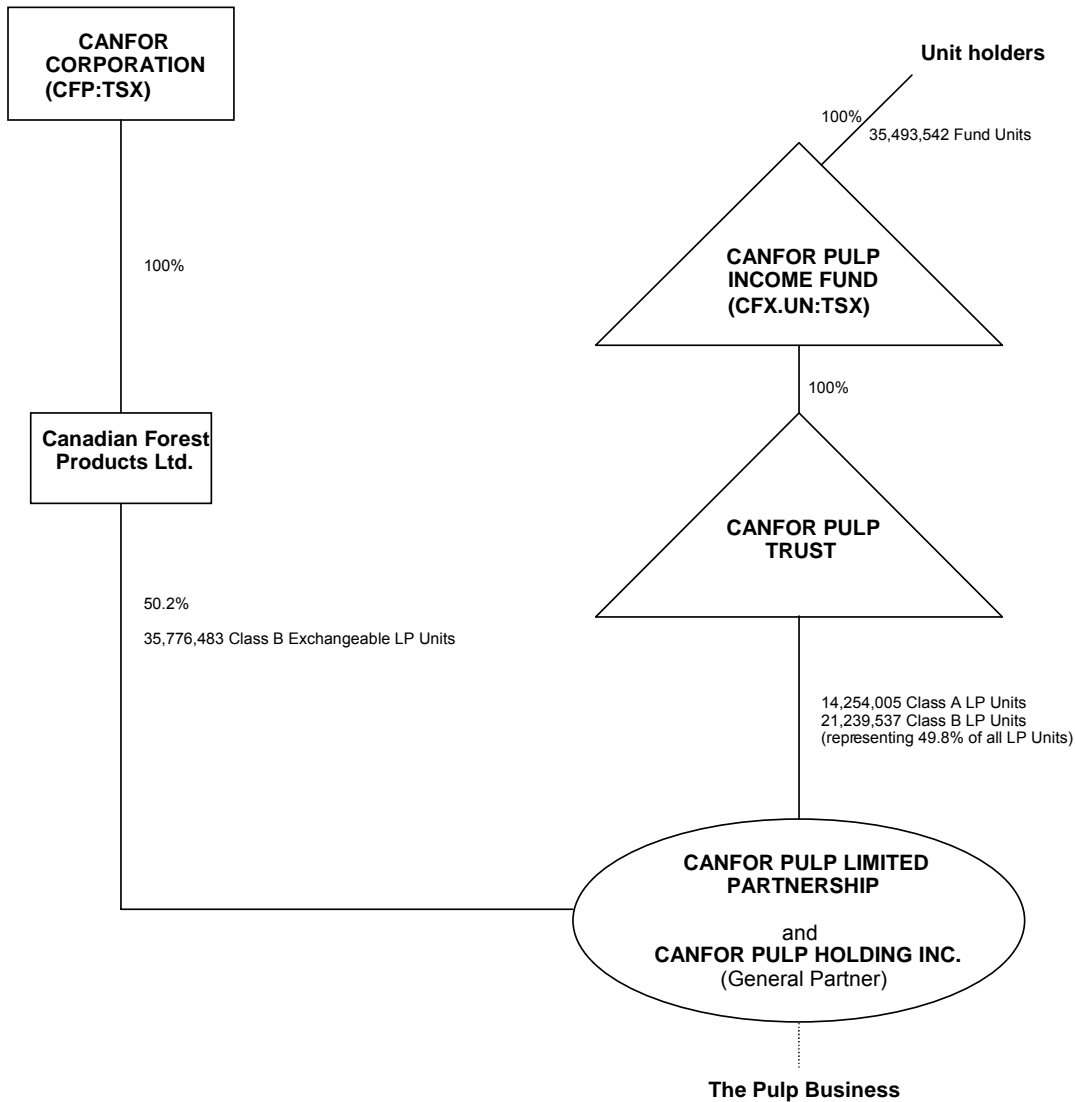 CANFOR
CORPORATION
(CFP:TSX)
Unit holders
100%
35,493,542 Fund Units
CANFOR PULP
INCOME FUND
(CFX.UN:TSX)
100%
100%
Canadian Forest
Products Ltd.
CANFOR PULP
TRUST
50.2%
35,776,483 Class B Exchangeable LP Units
14,254,005 Class A LP Units
21,239,537 Class B LP Units
(representing 49.8% of all LP Units)
CANFOR PULP LIMITED
PARTNERSHIP
and
CANFOR PULP HOLDING INC.
(General Partner)
The Pulp Business